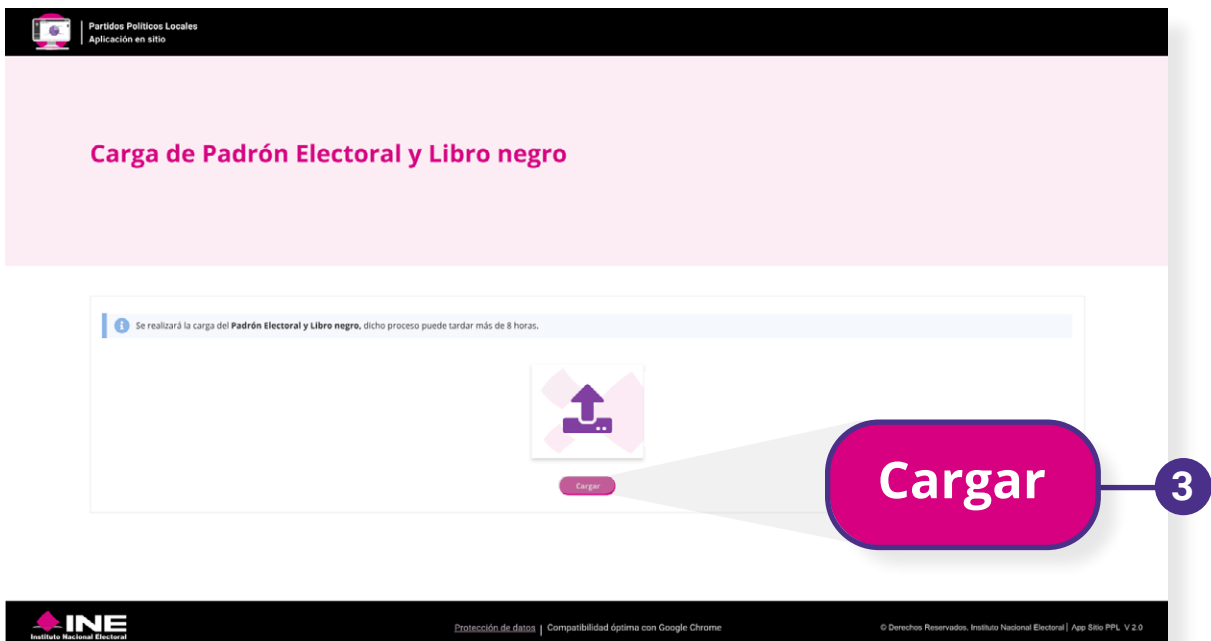 Partidos Políticos Locales
Aplicación en sitio
Carga de Padrón Electoral y Libro negro
Se realizará la carga del Padrón Electoral y Libro negro, dicho proceso puede tardar más de 8 horas.
Cargar
Cargar
3
INE
Instituto Nacional Electoral
Protección de datos | Compatibilidad óptima con Google Chrome
© Derechos Reservados, Instituto Nacional Electoral | App Sitio PPL V 2.0